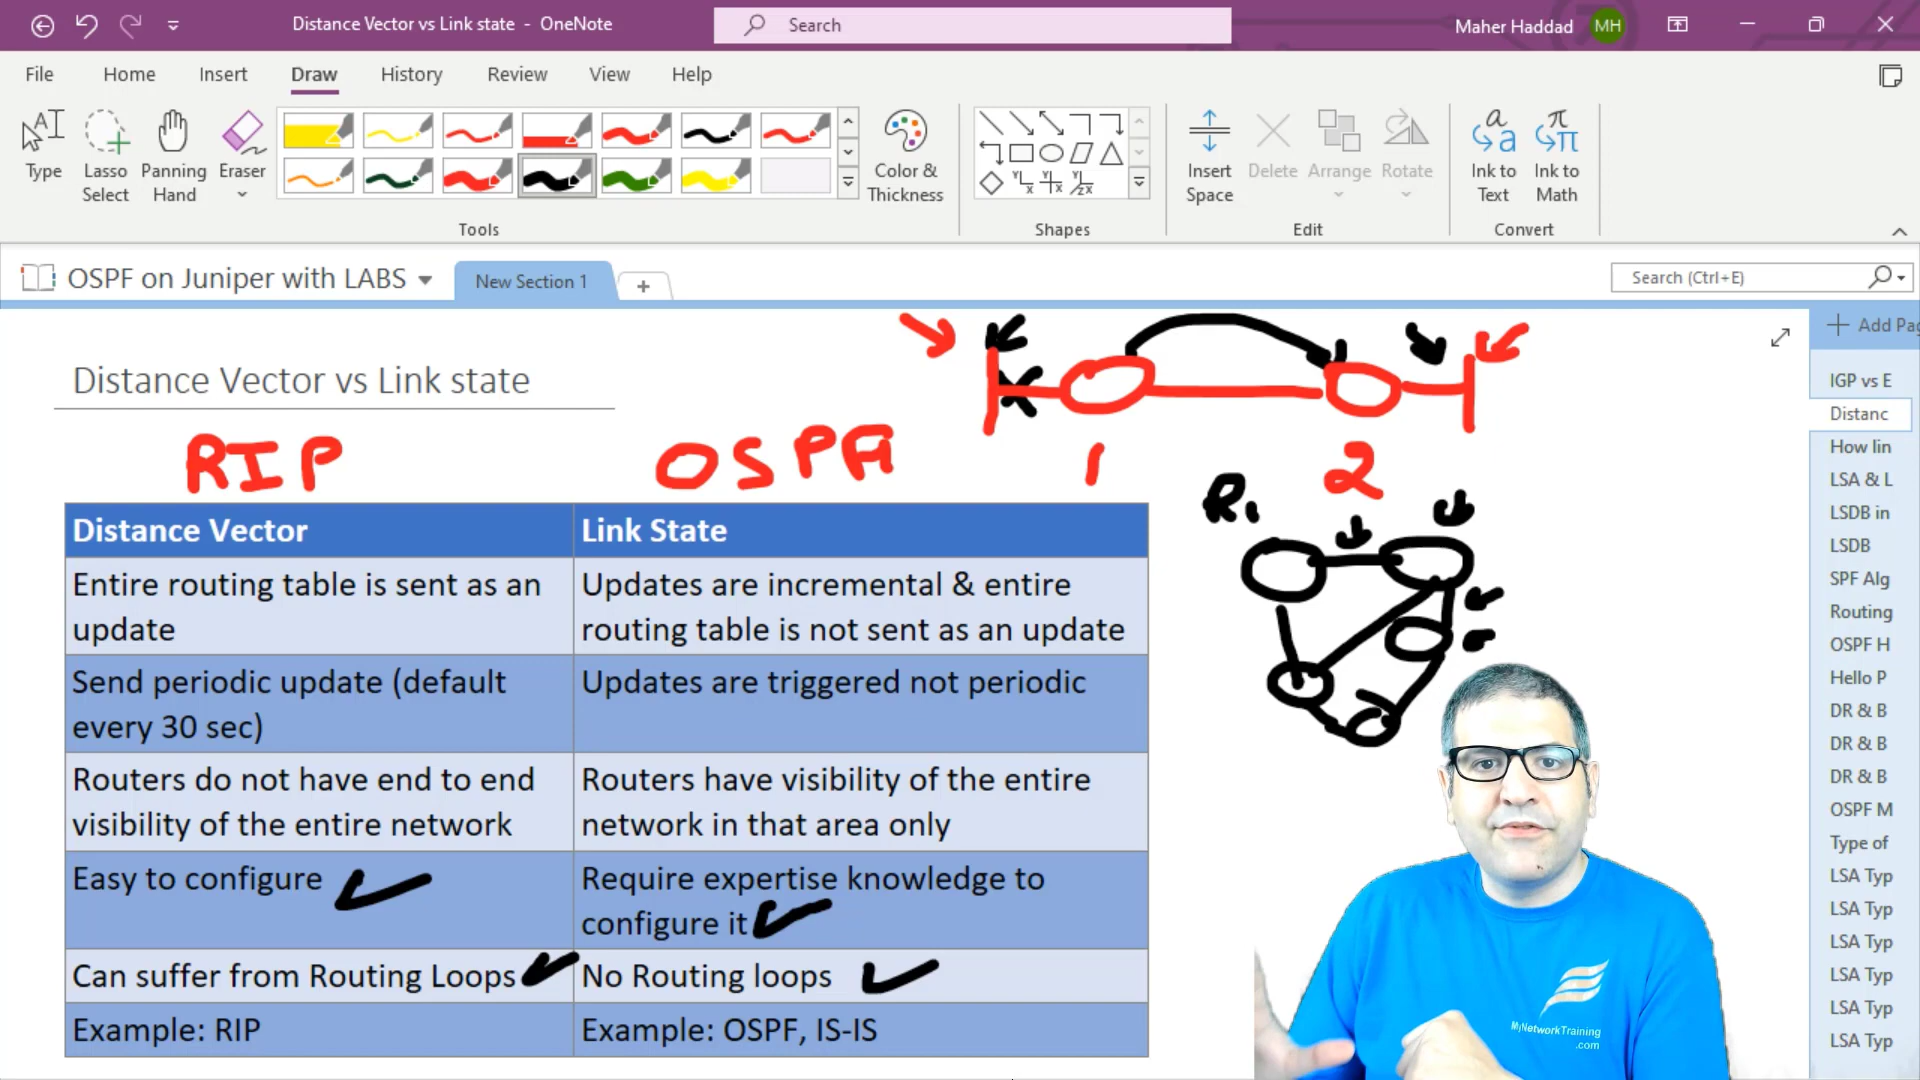 Distance Vector vs Link state - OneNote
Search
Maher Haddad
MH
File
Home
Insert
Draw
History
Review
View
Help
Type
Lasso
Select
Panning
Hand
Eraser
Color &
Thickness
Insert
Space
Delete
Arrange
Rotate
Ink to
Text
Ink to
Math
Tools
Shapes
Edit
Convert
OSPF on Juniper with LABS
New Section 1
+
Search (Ctrl+E)
Add Pag
Distance Vector vs Link state
RIP
OSPF
1
2
R1
Distance Vector
Link State
Entire routing table is sent as an
update
Updates are incremental & entire
routing table is not sent as an update
Send periodic update (default
every 30 sec)
Updates are triggered not periodic
Routers do not have end to end
visibility of the entire network
Routers have visibility of the entire
network in that area only
Easy to configure
Require expertise knowledge to
configure it
Can suffer from Routing Loops
No Routing loops
Example: RIP
Example: OSPF, IS-IS
MyNetworkTraining
.com
IGP vs E
Distanc
How lin
LSA & L
LSDB in
LSDB
SPF Alg
Routing
OSPF H
Hello P
DR & B
DR & B
DR & B
OSPF M
Type of
LSA Typ
LSA Typ
LSA Typ
LSA Typ
LSA Typ
LSA Typ